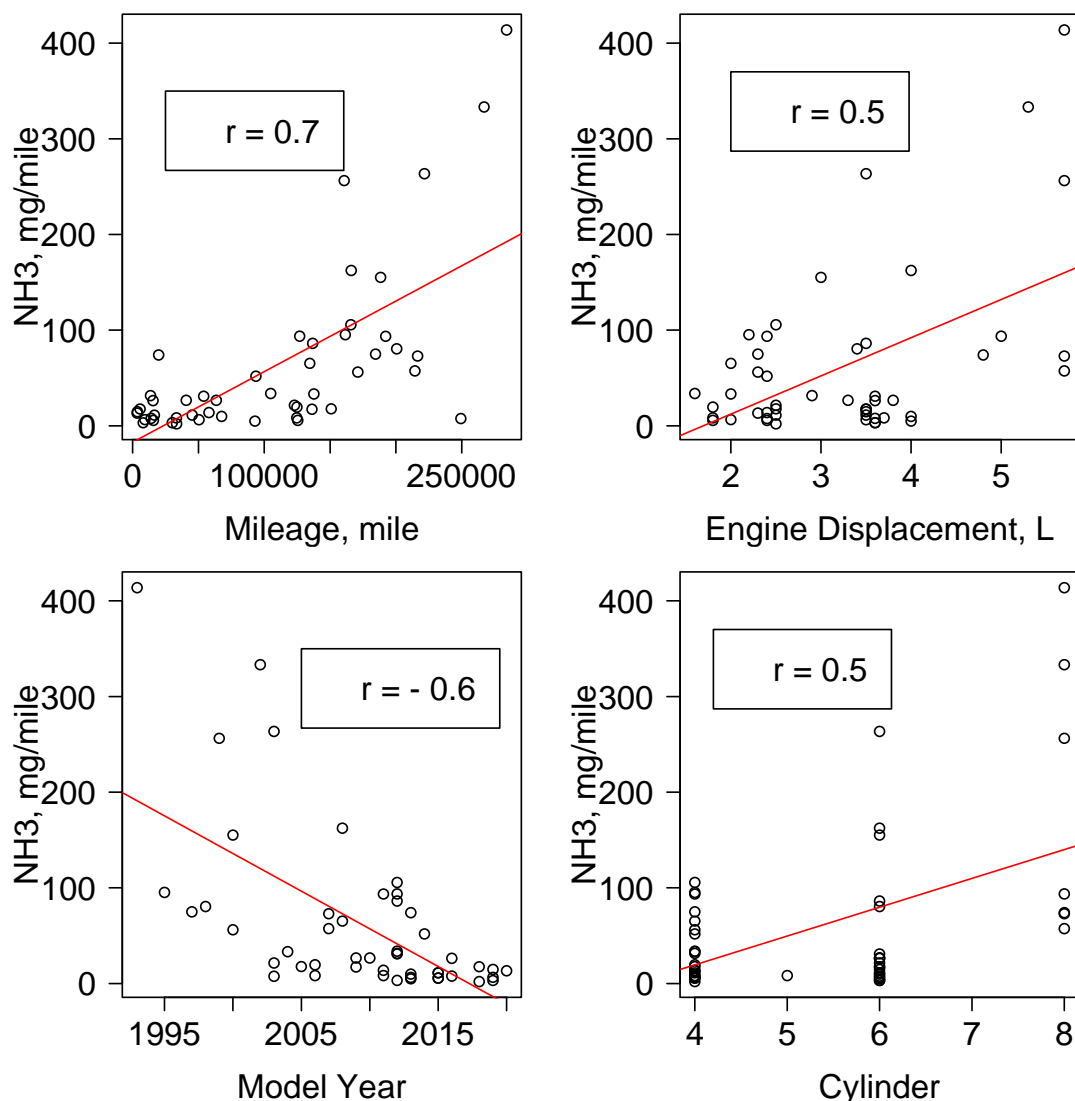 400
300
200
100
0
NH3, mg/mile
r = 0.7
0 100000 250000
Mileage, mile
400
300
200
100
0
NH3, mg/mile
r = 0.5
2 3 4 5
Engine Displacement, L
400
300
200
100
0
NH3, mg/mile
r = - 0.6
1995 2005 2015
Model Year
400
300
200
100
0
NH3, mg/mile
r = 0.5
4 5 6 7 8
Cylinder